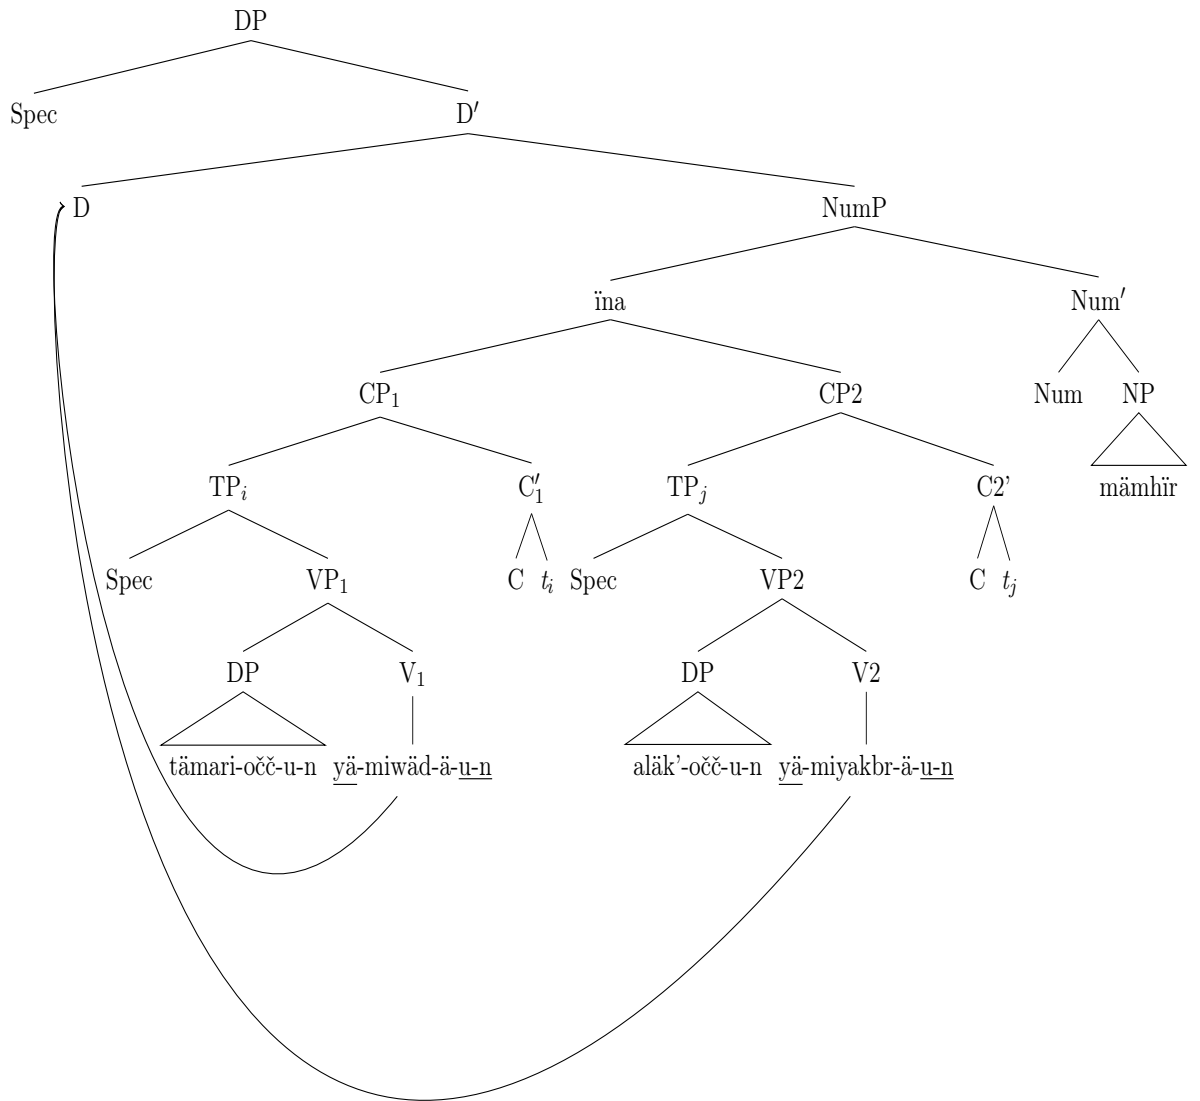 DP
Spec D′
D NumP
ïna Num′
CP₁ CP2 Num NP
TPᵢ C′₁ TPⱼ C2’ mämhïr
Spec VP₁ C tᵢ Spec VP2 C tⱼ
DP V₁ DP V2
tämari-očč-u-n yä-miwäd-ä-u-n aläk’-očč-u-n yä-miyakbr-ä-u-n